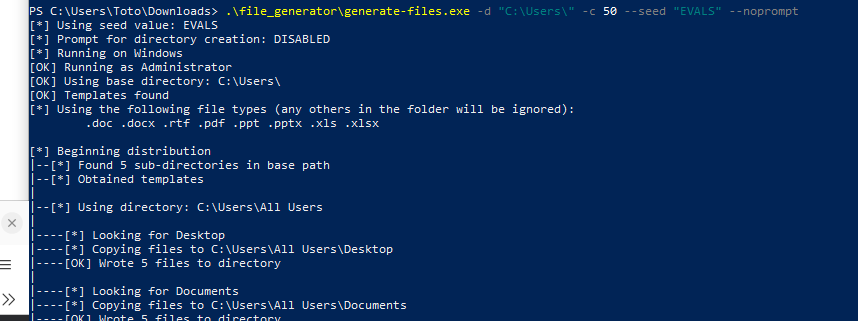 PS C:\Users\Toto\Downloads> .\file_generator\generate-files.exe -d "C:\Users\" -c 50 --seed "EVALS" --noprompt
[*] Using seed value: EVALS
[*] Prompt for directory creation: DISABLED
[*] Running on Windows
[OK] Running as Administrator
[OK] Using base directory: C:\Users\
[OK] Templates found
[*] Using the following file types (any others in the folder will be ignored):
.doc .docx .rtf .pdf .ppt .pptx .xls .xlsx
[*] Beginning distribution
|--[*] Found 5 sub-directories in base path
|--[*] Obtained templates
|
|--[*] Using directory: C:\Users\All Users
|
|----[*] Looking for Desktop
|----[*] Copying files to C:\Users\All Users\Desktop
|----[OK] Wrote 5 files to directory
|
|----[*] Looking for Documents
|----[*] Copying files to C:\Users\All Users\Documents
|----[OK] Wrote 5 files to directory